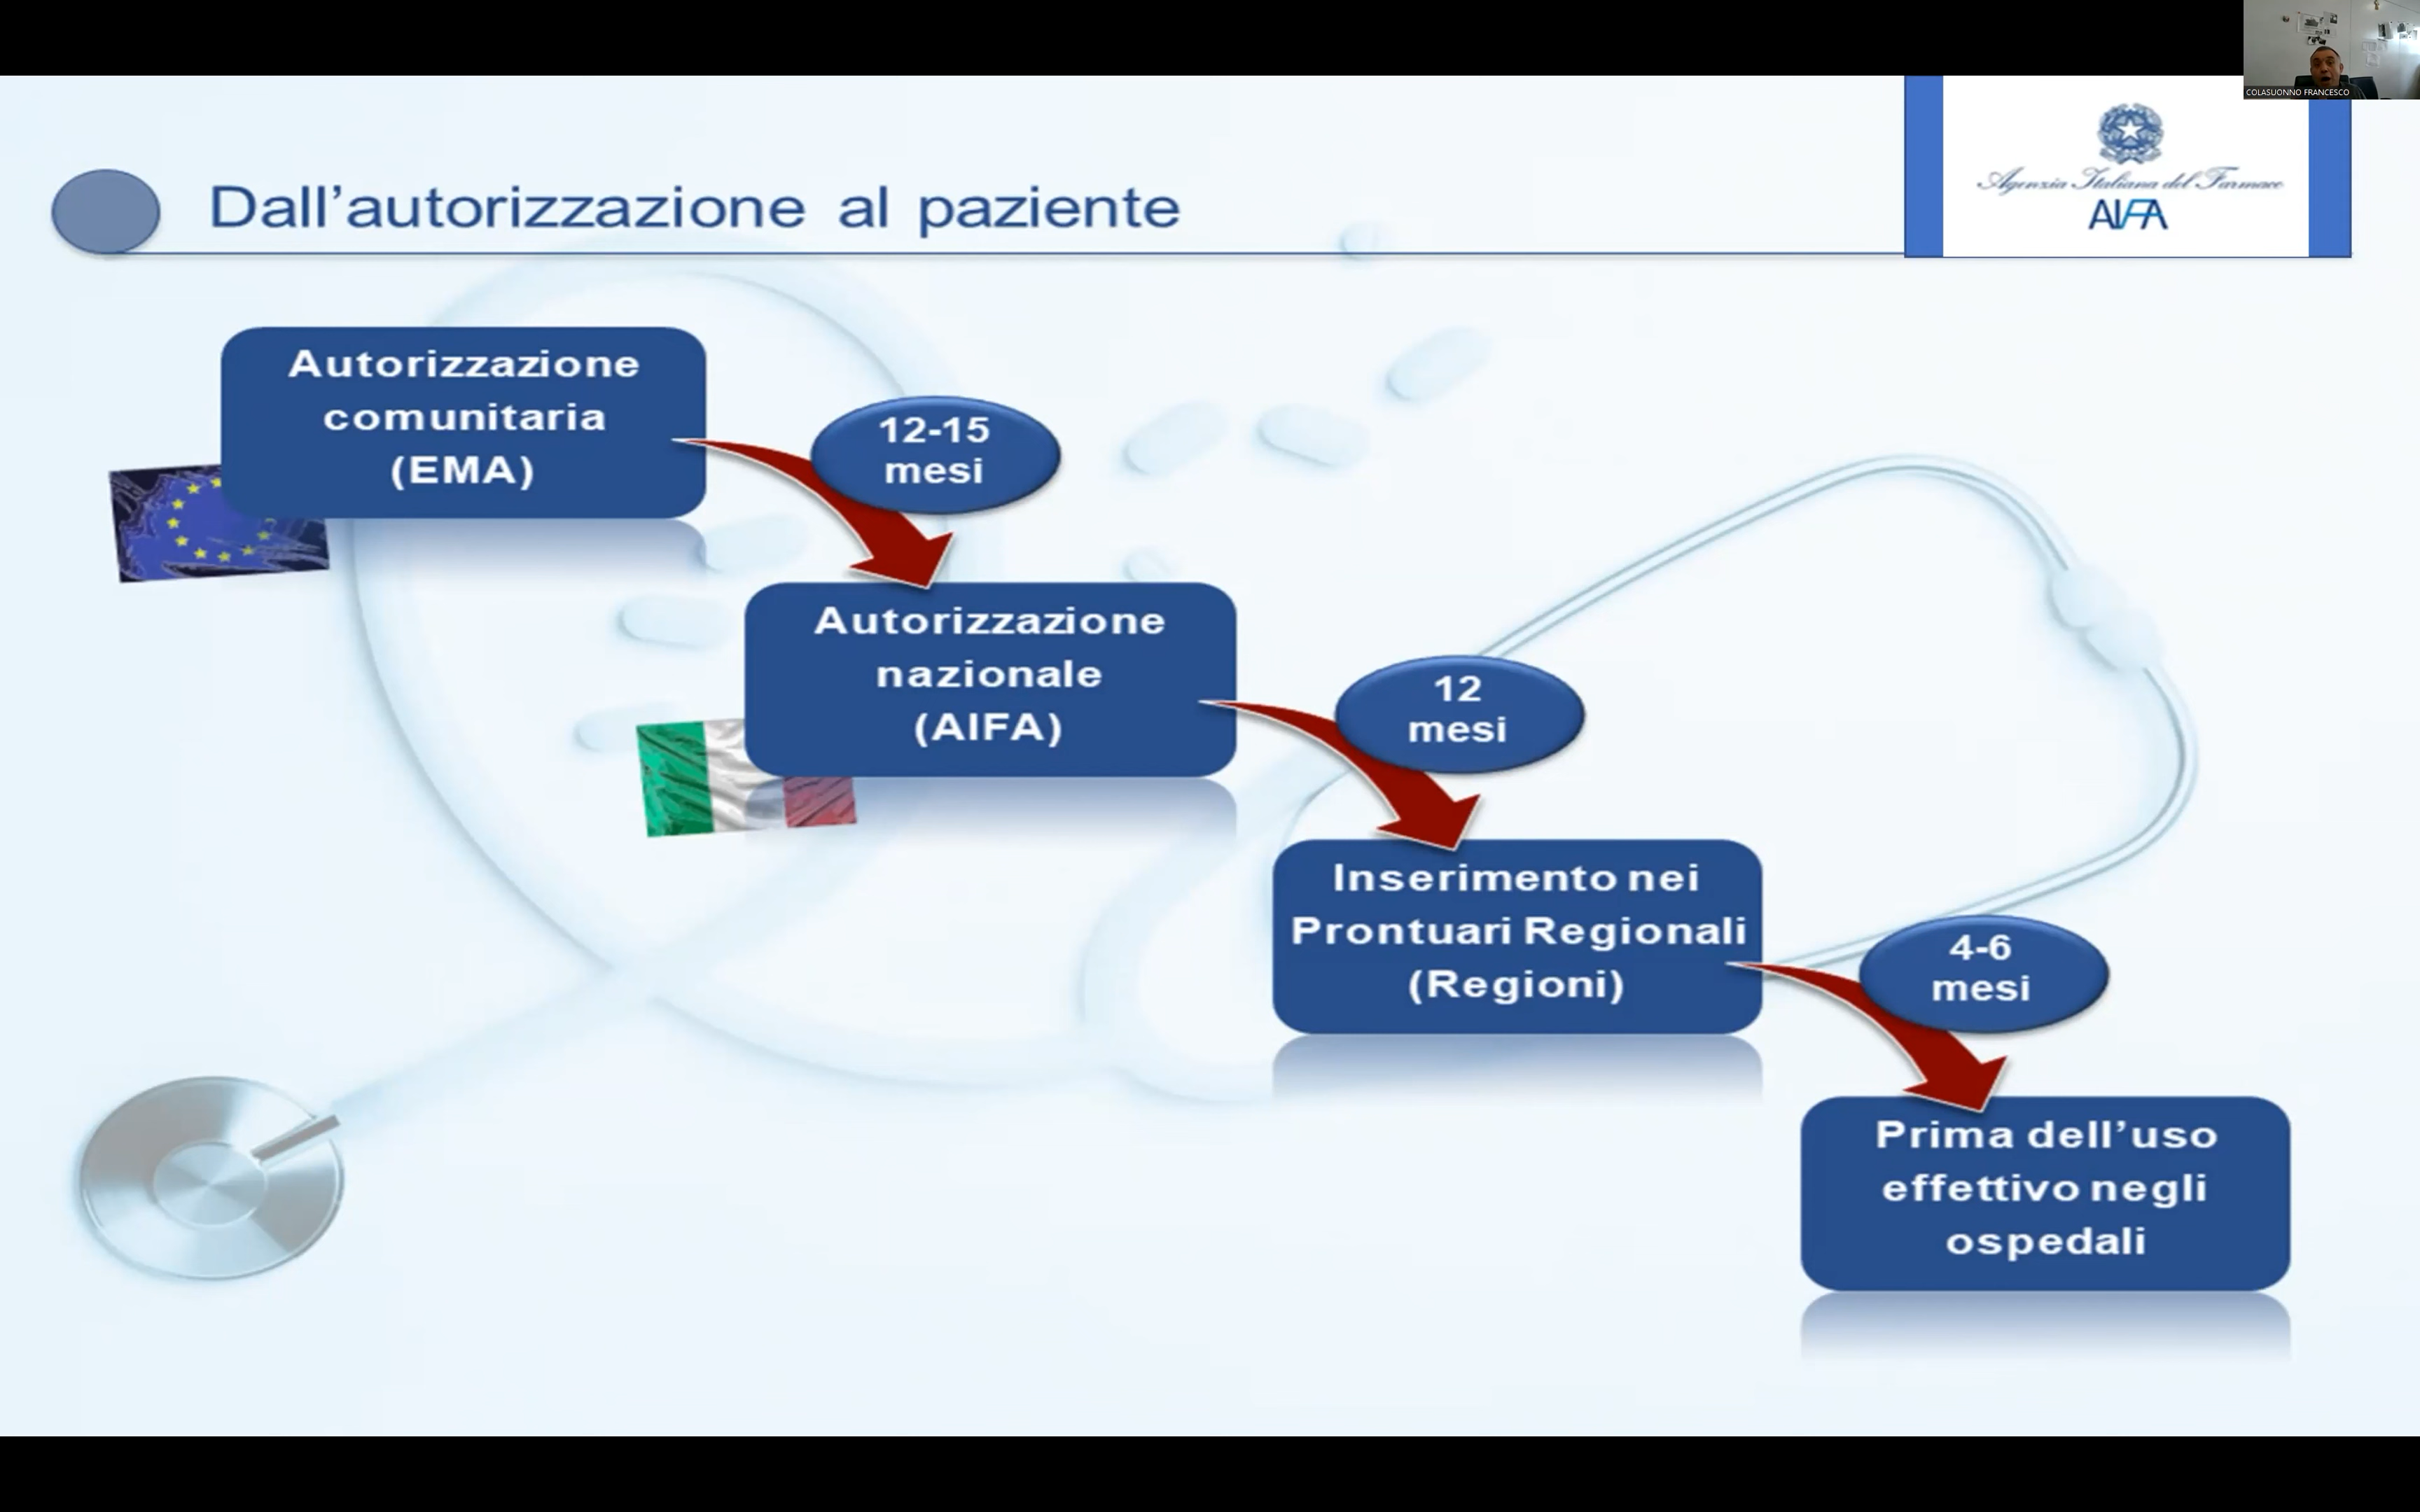 COLASUONNO FRANCESCO
Agenzia Italiana del Farmaco
AIFA
Dall’autorizzazione al paziente
Autorizzazione
comunitaria
(EMA)
12-15
mesi
Autorizzazione
nazionale
(AIFA)
12
mesi
Inserimento nei
Prontuari Regionali
(Regioni)
4-6
mesi
Prima dell’uso
effettivo negli
ospedali